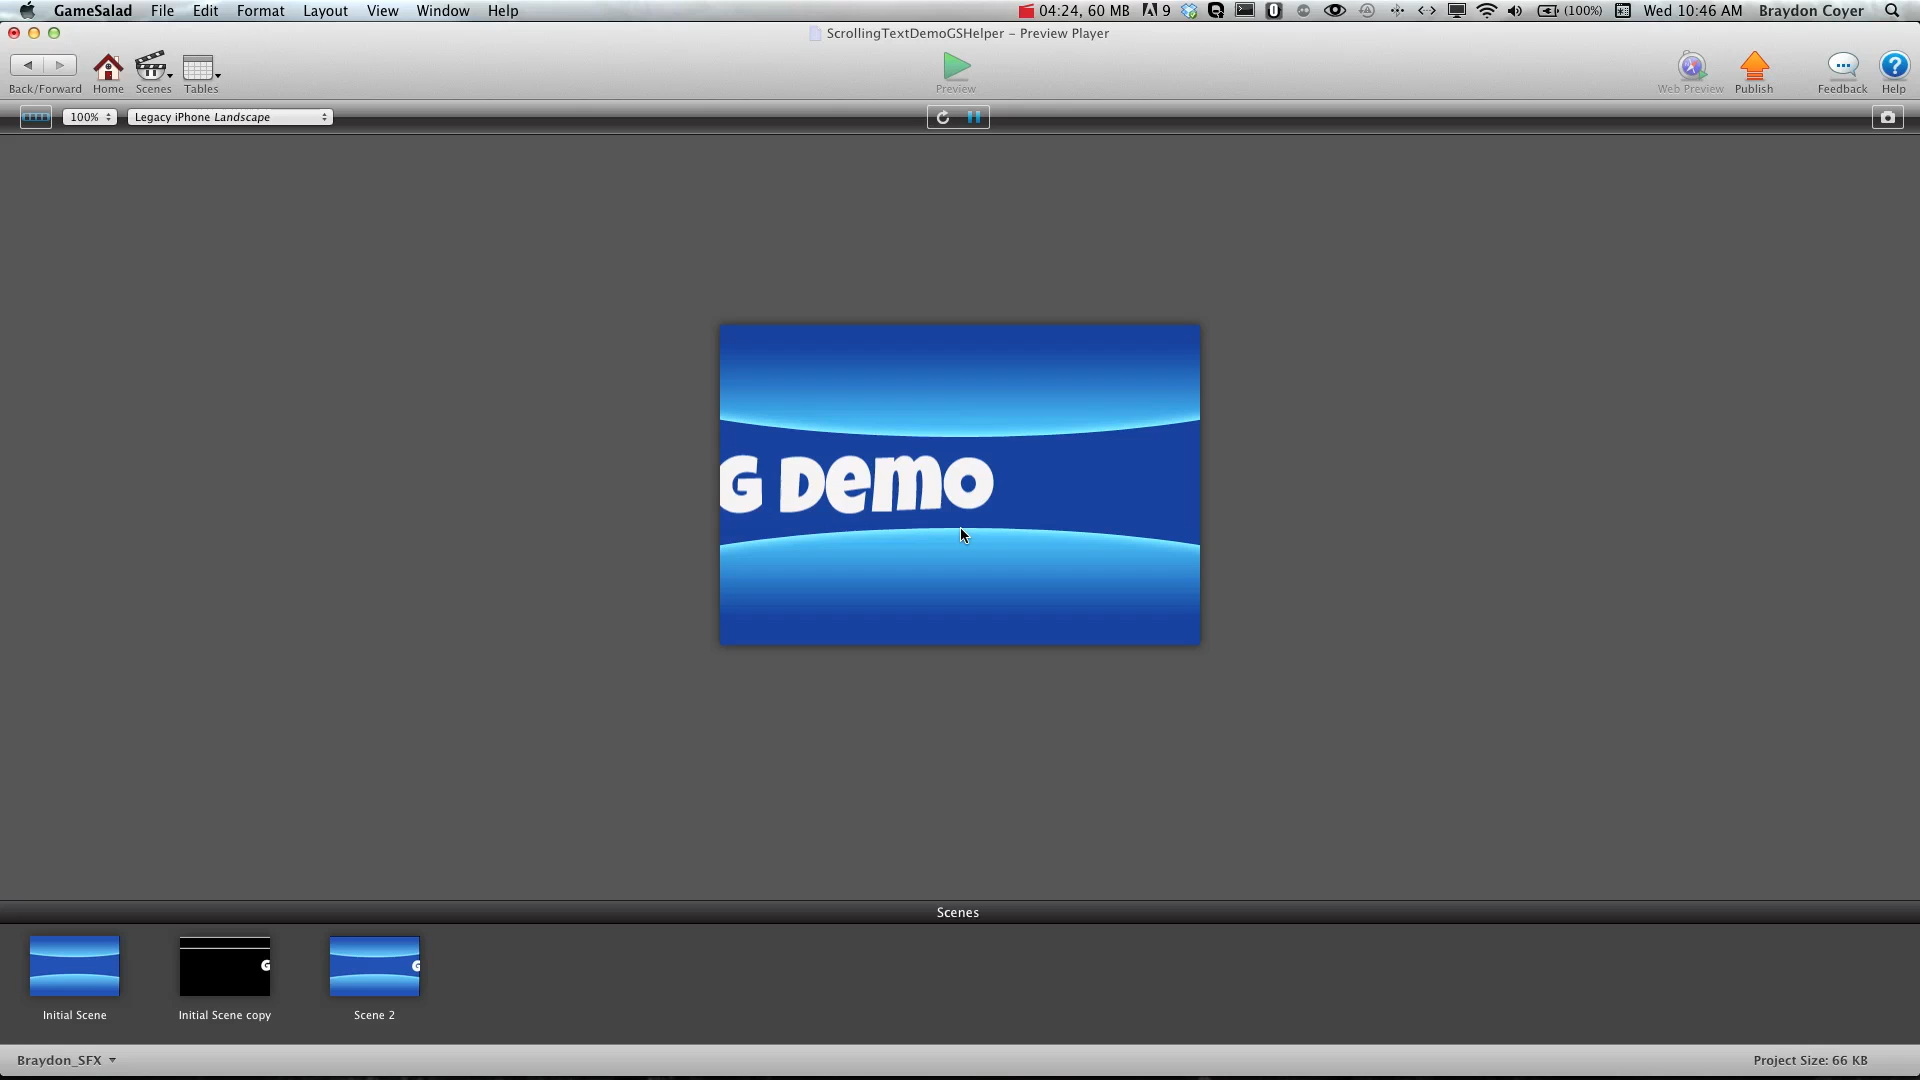 GameSalad File Edit Format Layout View Window Help 04:24, 60 MB 9 (100%) Wed 10:46 AM Braydon Coyer
ScrollingTextDemoGSHelper – Preview Player
Back/Forward Home Scenes Tables Preview Web Preview Publish Feedback Help
100% Legacy iPhone Landscape
G Demo
Scenes
G G
Initial Scene Initial Scene copy Scene 2
Braydon_SFX Project Size: 66 KB